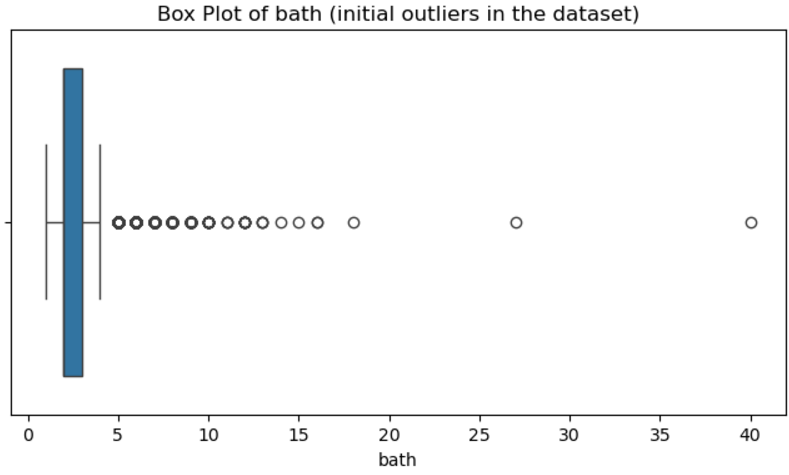 Box Plot of bath (initial outliers in the dataset)
0 5 10 15 20 25 30 35 40
bath